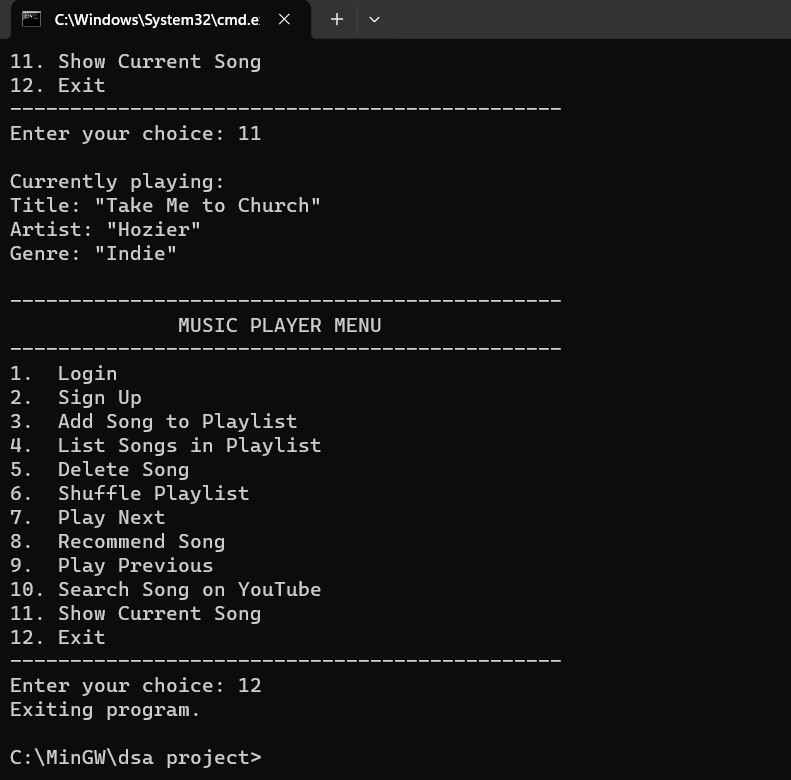 C:\Windows\System32\cmd.e
11. Show Current Song
12. Exit
----------------------------------------------
Enter your choice: 11
Currently playing:
Title: "Take Me to Church"
Artist: "Hozier"
Genre: "Indie"
----------------------------------------------
MUSIC PLAYER MENU
----------------------------------------------
1.  Login
2.  Sign Up
3.  Add Song to Playlist
4.  List Songs in Playlist
5.  Delete Song
6.  Shuffle Playlist
7.  Play Next
8.  Recommend Song
9.  Play Previous
10. Search Song on YouTube
11. Show Current Song
12. Exit
----------------------------------------------
Enter your choice: 12
Exiting program.
C:\MinGW\dsa project>